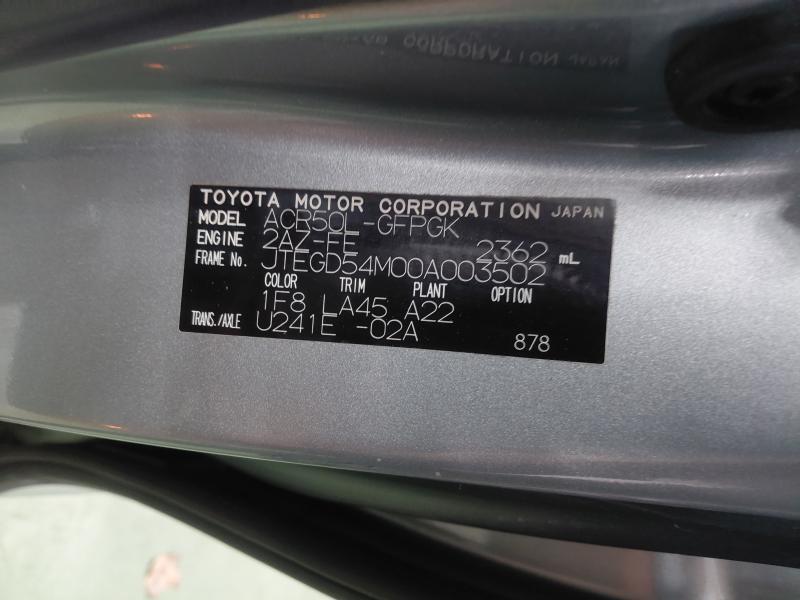 TOYOTA MOTOR CORPORATION JAPAN
MODEL ACR50L-GFPGK
ENGINE 2AZ-FE 2362 mL
FRAME No. JTEGD54M00A003502
COLOR TRIM PLANT OPTION
1F8 LA45 A22
TRANS./AXLE U241E -02A
878